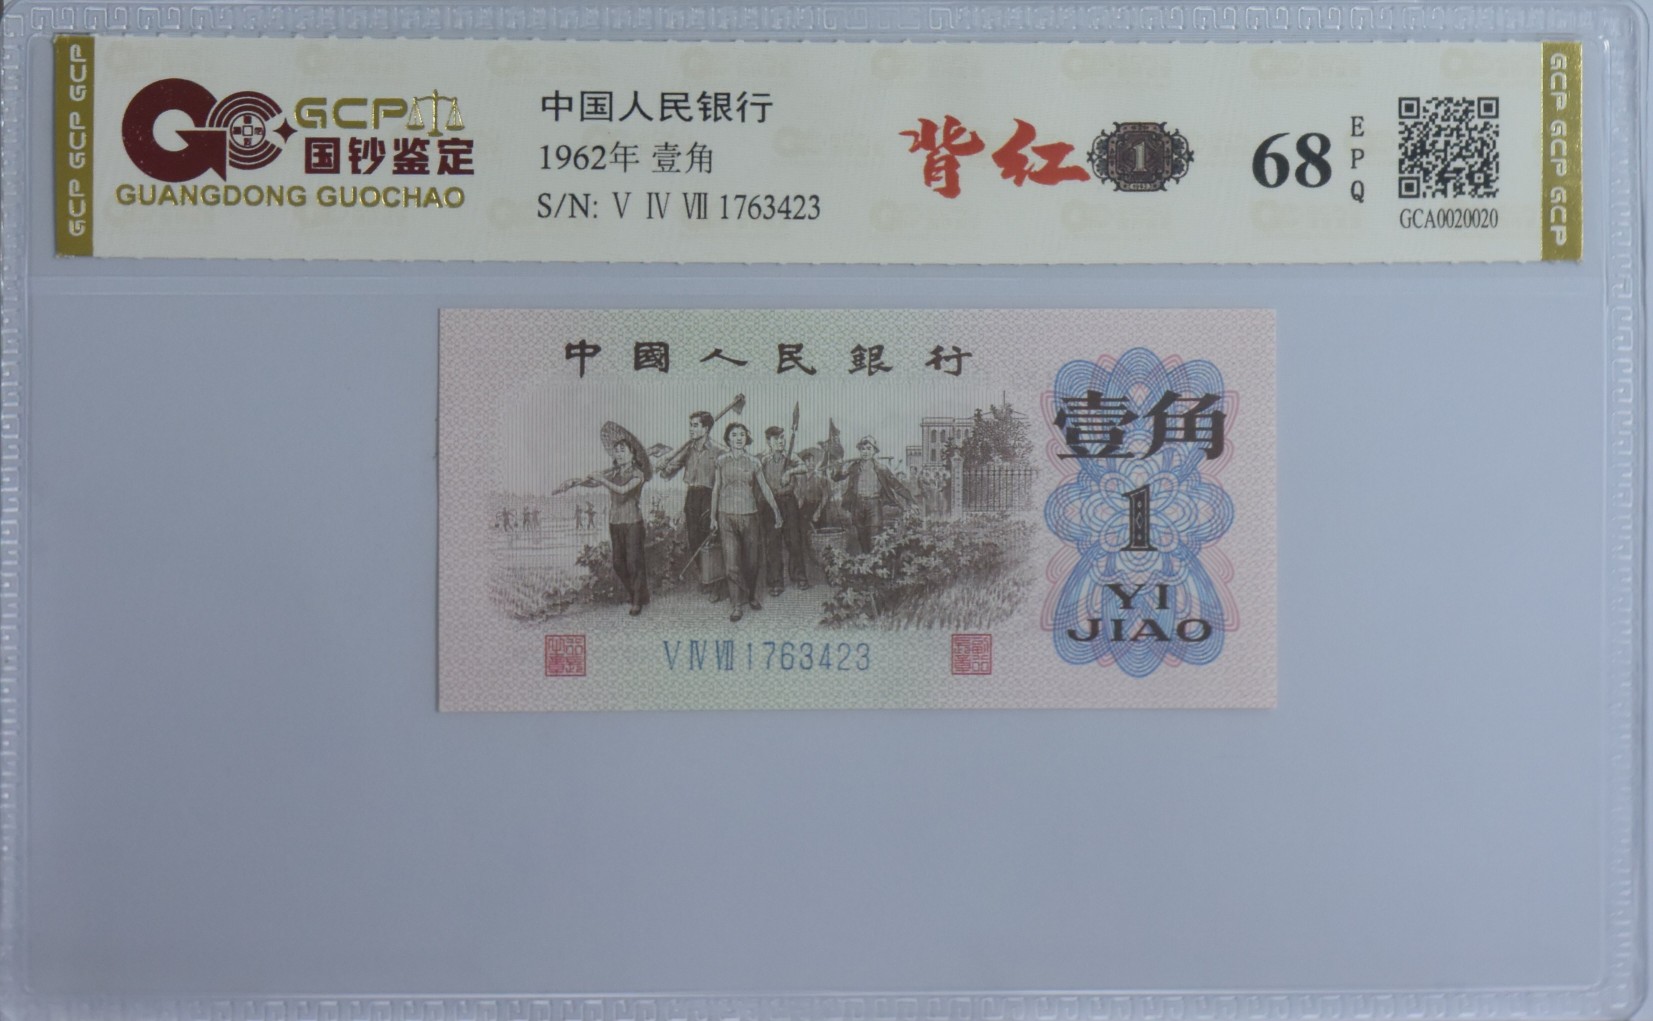 GCP
国钞鉴定
GUANGDONG GUOCHAO
中国人民银行
1962年 壹角
S/N: V IV VII 1763423
背红
1
68
EPQ
GCA0020020
GCP GCP GCP
GCP GCP GCP
中國人民銀行
壹角
1
YI
JIAO
V IV VII 1763423